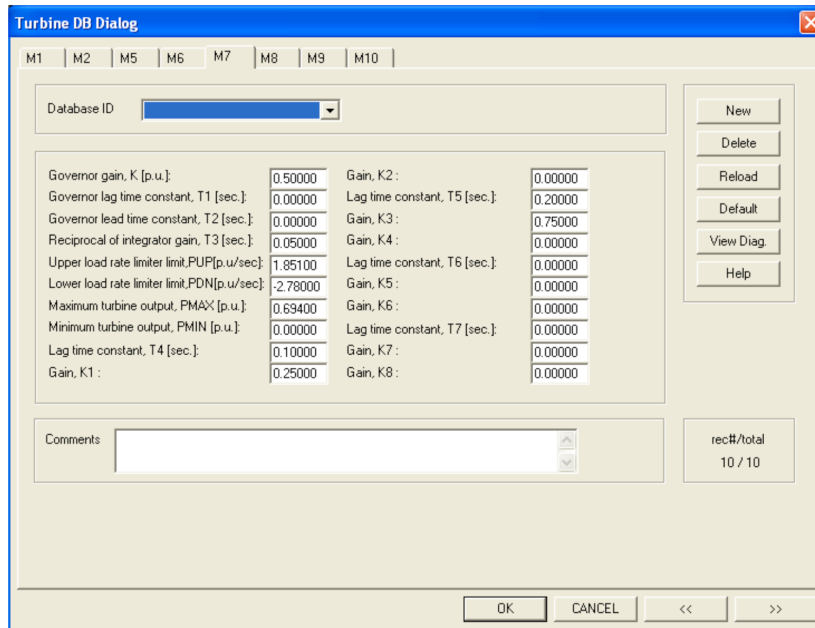 Turbine DB Dialog
M1 M2 M5 M6 M7 M8 M9 M10
Database ID
New
Delete
Reload
Default
View Diag.
Help
Governor gain, K [p.u.]: 0.50000
Governor lag time constant, T1 [sec.]: 0.00000
Governor lead time constant, T2 [sec.]: 0.00000
Reciprocal of integrator gain, T3 [sec.]: 0.05000
Upper load rate limiter limit,PUP[p.u/sec]: 1.85100
Lower load rate limiter limit,PDN[p.u/sec]: -2.78000
Maximum turbine output, PMAX [p.u.]: 0.69400
Minimum turbine output, PMIN [p.u.]: 0.00000
Lag time constant, T4 [sec.]: 0.10000
Gain, K1 : 0.25000
Gain, K2 : 0.00000
Lag time constant, T5 [sec.]: 0.20000
Gain, K3 : 0.75000
Gain, K4 : 0.00000
Lag time constant, T6 [sec.]: 0.00000
Gain, K5 : 0.00000
Gain, K6 : 0.00000
Lag time constant, T7 [sec.]: 0.00000
Gain, K7 : 0.00000
Gain, K8 : 0.00000
Comments
rec#/total
10 / 10
OK CANCEL << >>